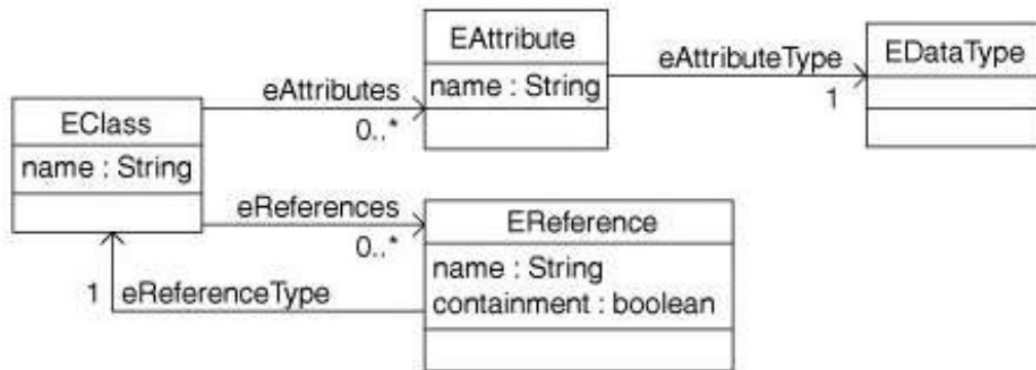 EClass
name : String
eAttributes
0..*
EAttribute
name : String
eAttributeType
1
EDataType
eReferences
0..*
EReference
name : String
containment : boolean
1
eReferenceType